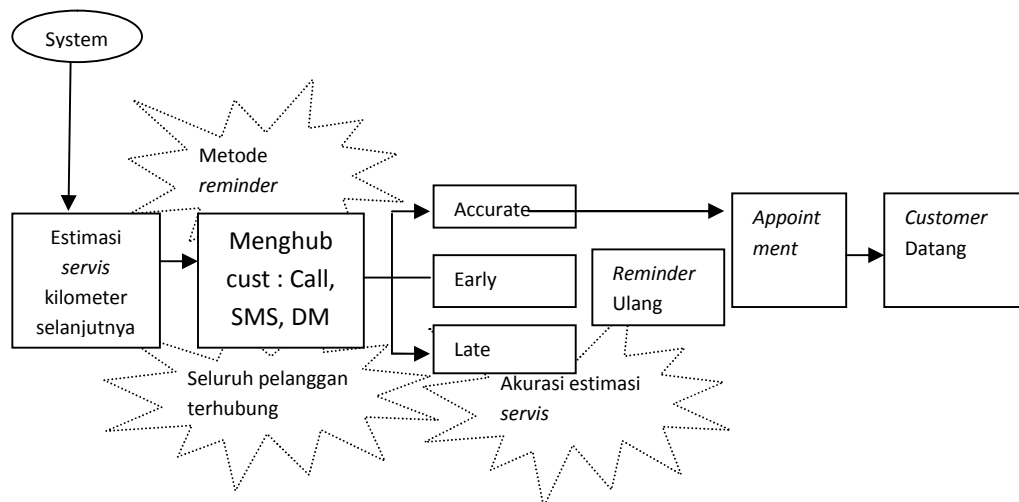 System
Metode
reminder
Estimasi
servis
kilometer
selanjutnya
Menghub
cust : Call,
SMS, DM
Accurate
Early
Late
Reminder
Ulang
Appoint
ment
Customer
Datang
Seluruh pelanggan
terhubung
Akurasi estimasi
servis